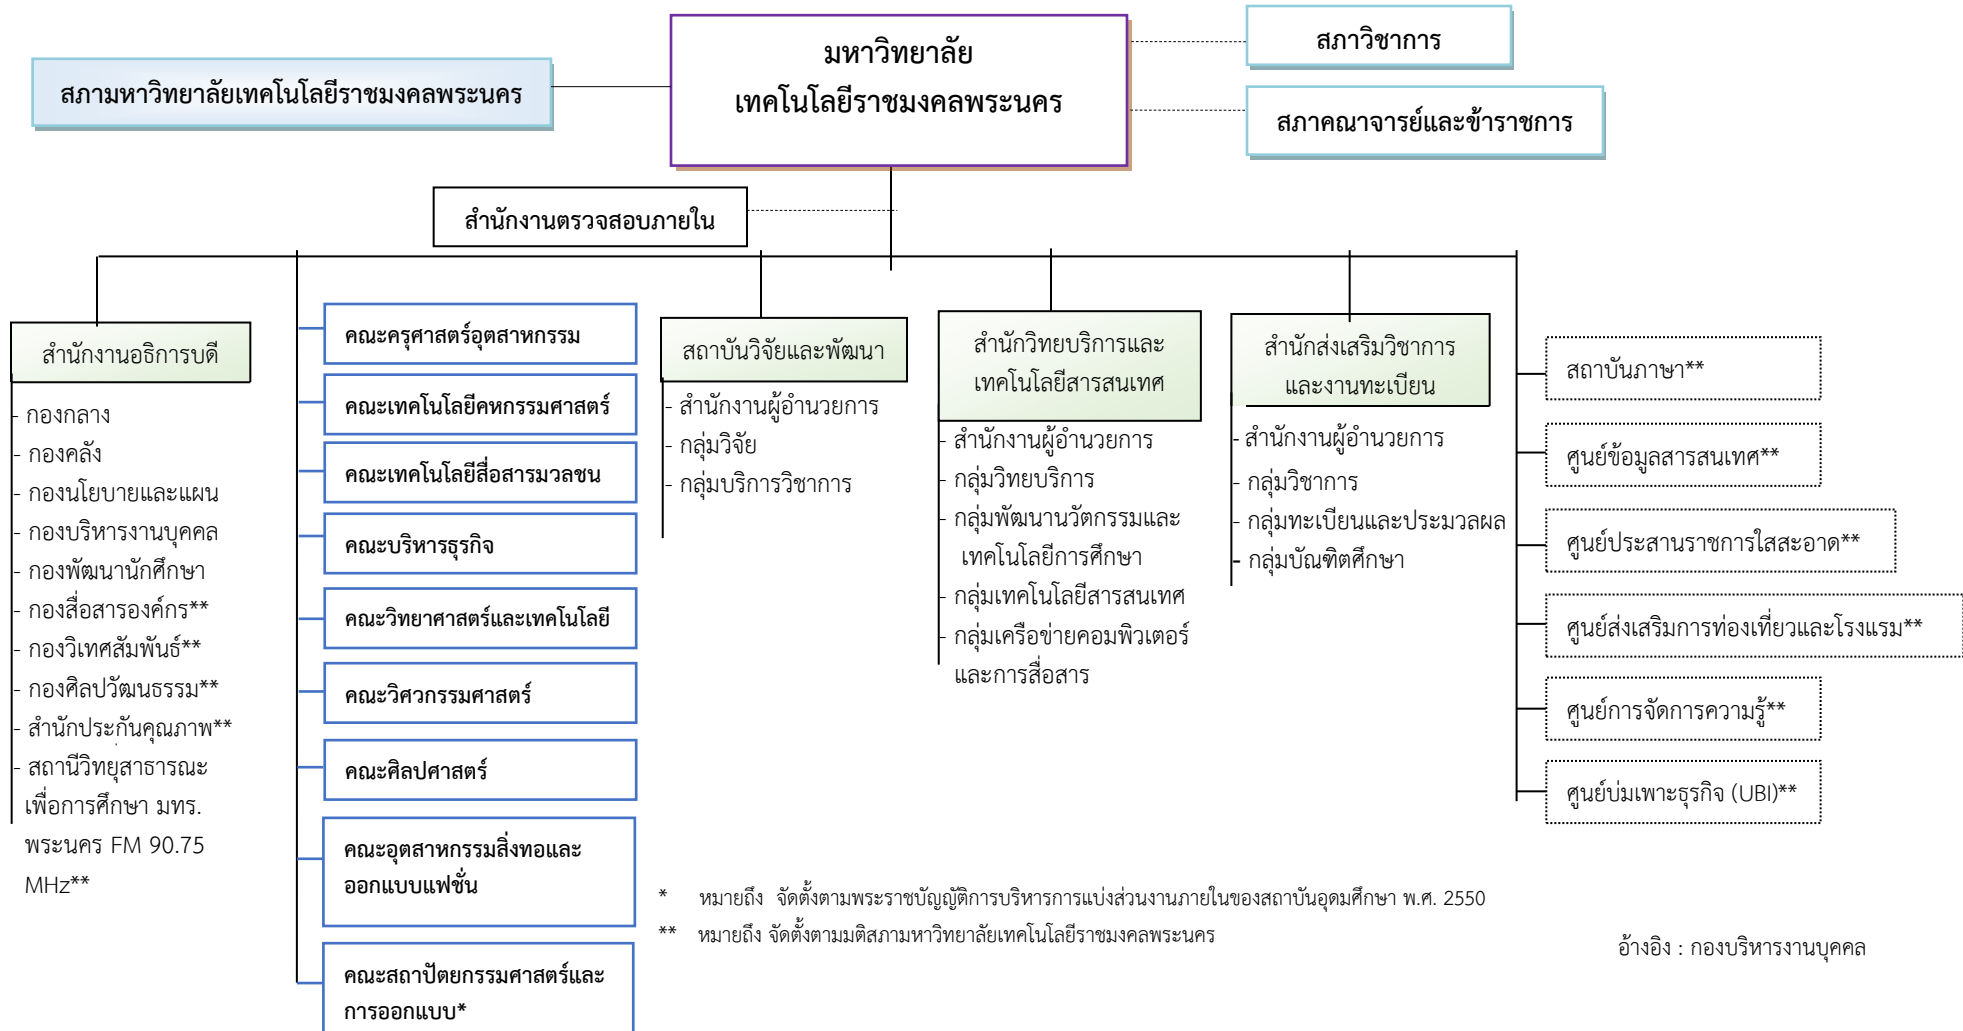 มหาวิทยาลัย
เทคโนโลยีราชมงคลพระนคร
สภามหาวิทยาลัยเทคโนโลยีราชมงคลพระนคร
สภาวิชาการ
สภาคณาจารย์และข้าราชการ
สำนักงานตรวจสอบภายใน
สำนักงานอธิการบดี
- กองกลาง
- กองคลัง
- กองนโยบายและแผน
- กองบริหารงานบุคคล
- กองพัฒนานักศึกษา
- กองสื่อสารองค์กร**
- กองวิเทศสัมพันธ์**
- กองศิลปวัฒนธรรม**
- สำนักประกันคุณภาพ**
- สถานีวิทยุสาธารณะ
เพื่อการศึกษา มทร.
พระนคร FM 90.75
MHz**
คณะครุศาสตร์อุตสาหกรรม
คณะเทคโนโลยีคหกรรมศาสตร์
คณะเทคโนโลยีสื่อสารมวลชน
คณะบริหารธุรกิจ
คณะวิทยาศาสตร์และเทคโนโลยี
คณะวิศวกรรมศาสตร์
คณะศิลปศาสตร์
คณะอุตสาหกรรมสิ่งทอและ
ออกแบบแฟชั่น
คณะสถาปัตยกรรมศาสตร์และ
การออกแบบ*
สถาบันวิจัยและพัฒนา
- สำนักงานผู้อำนวยการ
- กลุ่มวิจัย
- กลุ่มบริการวิชาการ
สำนักวิทยบริการและ
เทคโนโลยีสารสนเทศ
- สำนักงานผู้อำนวยการ
- กลุ่มวิทยบริการ
- กลุ่มพัฒนานวัตกรรมและ
เทคโนโลยีการศึกษา
- กลุ่มเทคโนโลยีสารสนเทศ
- กลุ่มเครือข่ายคอมพิวเตอร์
และการสื่อสาร
สำนักส่งเสริมวิชาการ
และงานทะเบียน
- สำนักงานผู้อำนวยการ
- กลุ่มวิชาการ
- กลุ่มทะเบียนและประมวลผล
- กลุ่มบัณฑิตศึกษา
สถาบันภาษา**
ศูนย์ข้อมูลสารสนเทศ**
ศูนย์ประสานราชการใสสะอาด**
ศูนย์ส่งเสริมการท่องเที่ยวและโรงแรม**
ศูนย์การจัดการความรู้**
ศูนย์บ่มเพาะธุรกิจ (UBI)**
* หมายถึง จัดตั้งตามพระราชบัญญัติการบริหารการแบ่งส่วนงานภายในของสถาบันอุดมศึกษา พ.ศ. 2550
** หมายถึง จัดตั้งตามมติสภามหาวิทยาลัยเทคโนโลยีราชมงคลพระนคร
อ้างอิง : กองบริหารงานบุคคล